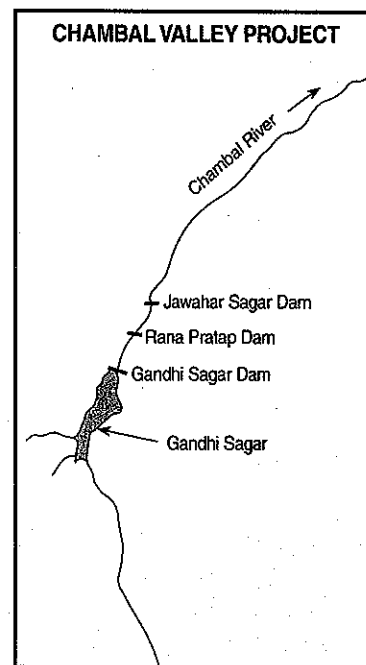 CHAMBAL VALLEY PROJECT
Chambal River
Jawahar Sagar Dam
Rana Pratap Dam
Gandhi Sagar Dam
Gandhi Sagar